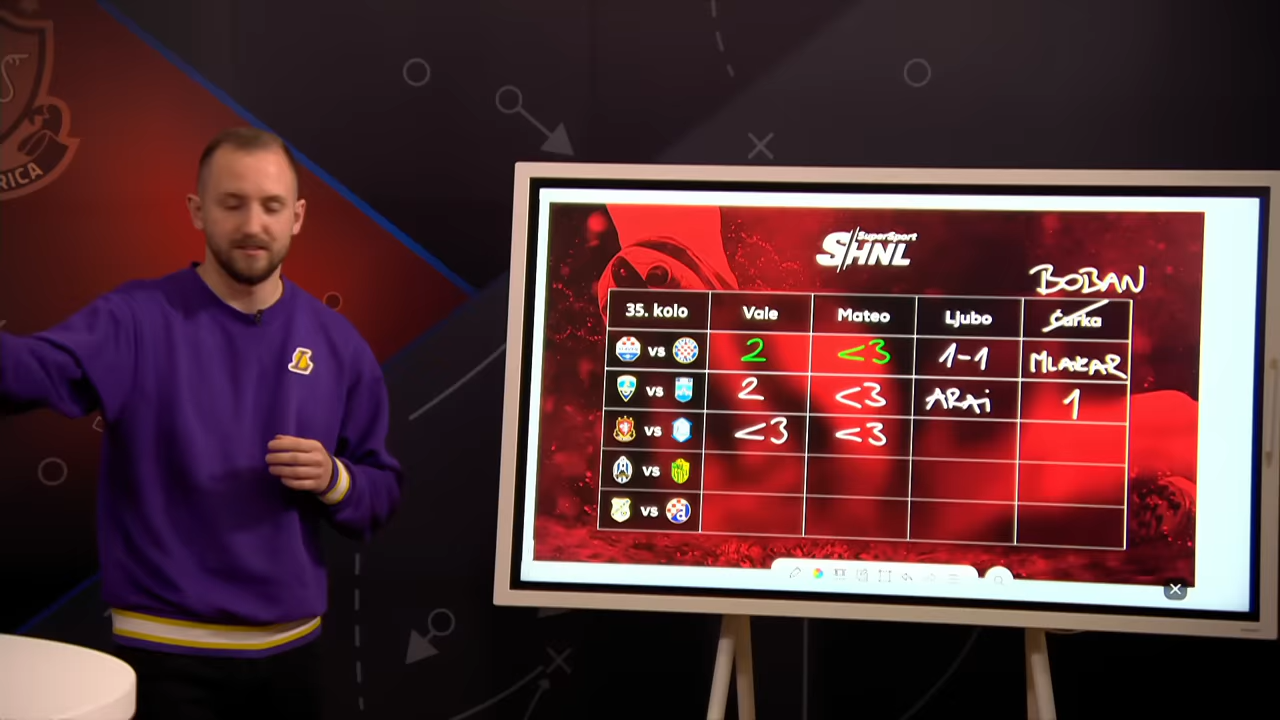 RICA
SuperSport
SHNL
BOBAN
35. kolo Vale Mateo Ljubo Čarka
vs 2 <3 1-1 MLAKAR
vs 2 <3 ARAi 1
vs <3 <3
vs
vs